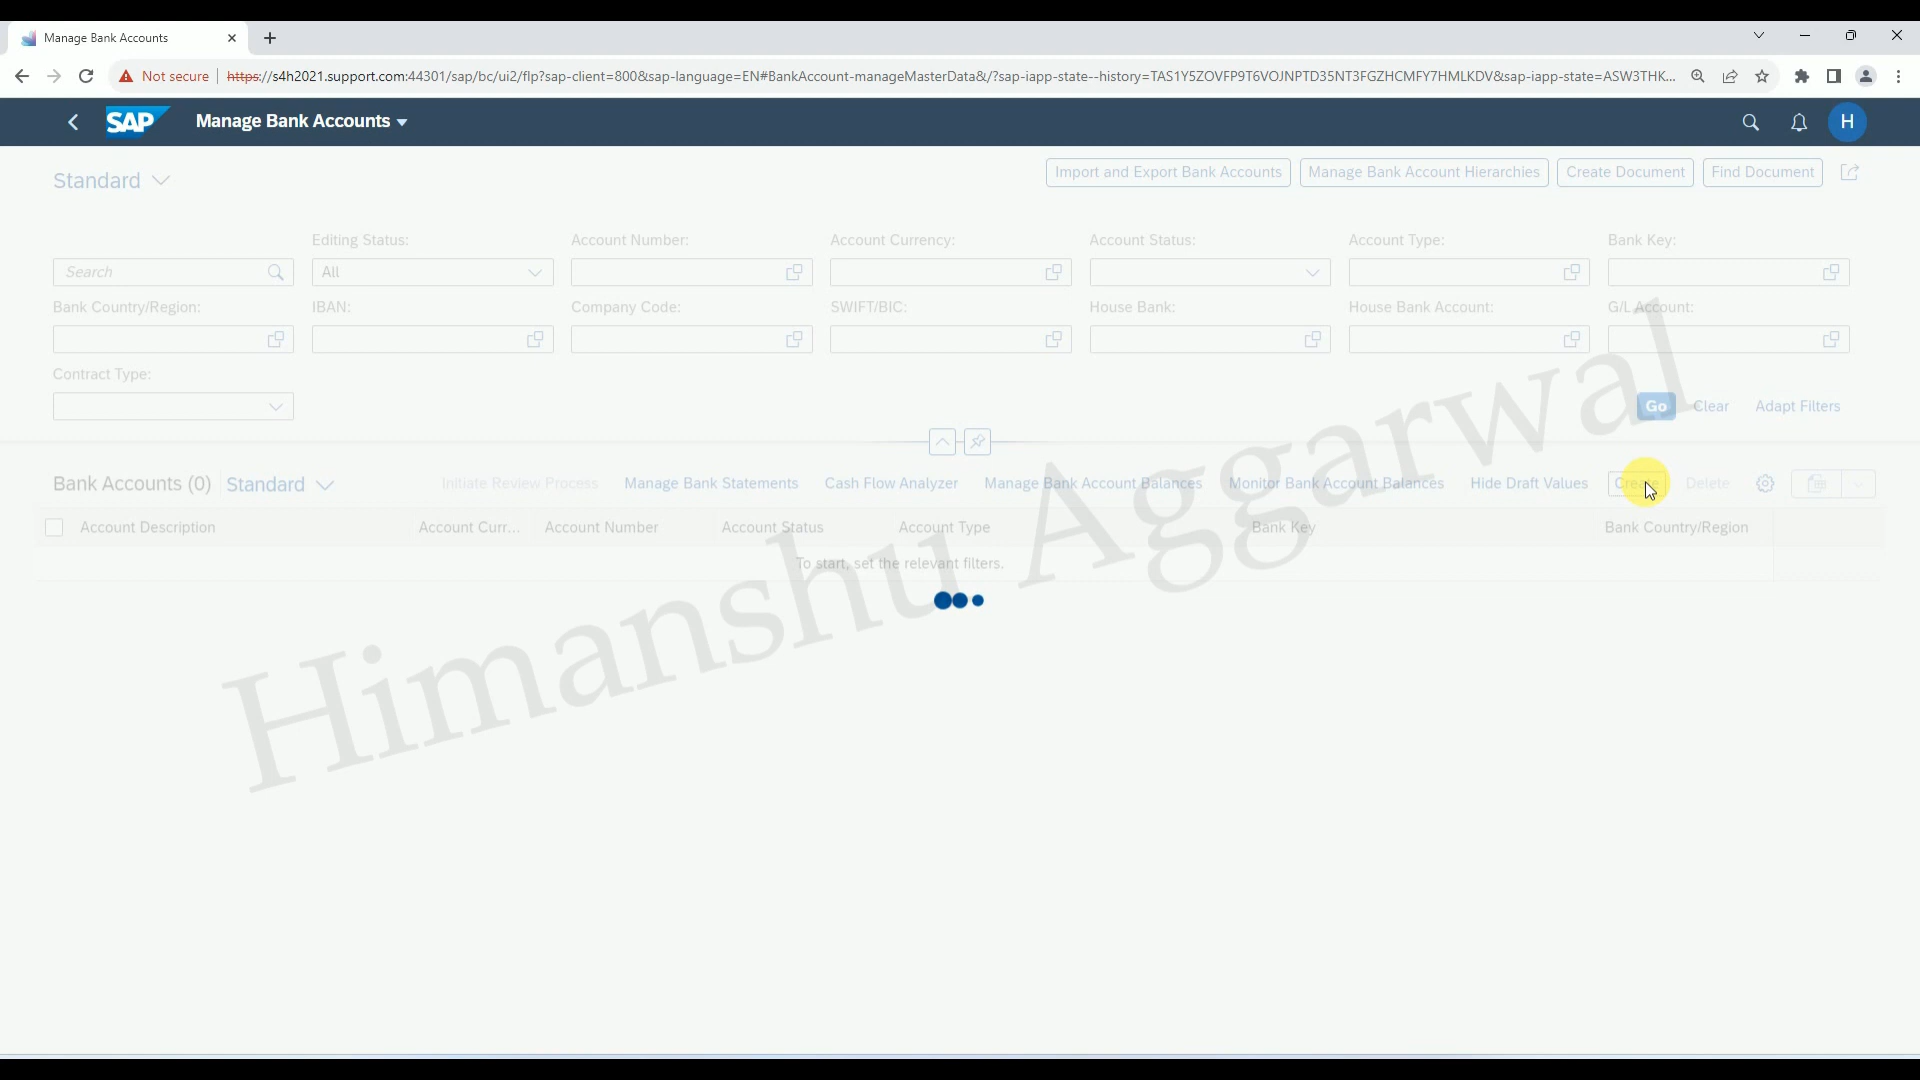 Manage Bank Accounts
Not secure https://s4h2021.support.com:44301/sap/bc/ui2/flp?sap-client=800&sap-language=EN#BankAccount-manageMasterData&/?sap-iapp-state--history=TAS1Y5ZOVFP9T6VOJNPTD35NT3FGZHCMFY7HMLKDV&sap-iapp-state=ASW3THK...
SAP Manage Bank Accounts H
Standard Import and Export Bank Accounts Manage Bank Account Hierarchies Create Document Find Document
Editing Status: Account Number: Account Currency: Account Status: Account Type: Bank Key:
Search All
Bank Country/Region: IBAN: Company Code: SWIFT/BIC: House Bank: House Bank Account: G/L Account:
Contract Type:
Go Clear Adapt Filters
Bank Accounts (0) Standard Initiate Review Process Manage Bank Statements Cash Flow Analyzer Manage Bank Account Balances Monitor Bank Account Balances Hide Draft Values Create Delete
Account Description Account Curr... Account Number Account Status Account Type Bank Key Bank Country/Region
To start, set the relevant filters.
Himanshu Aggarwal